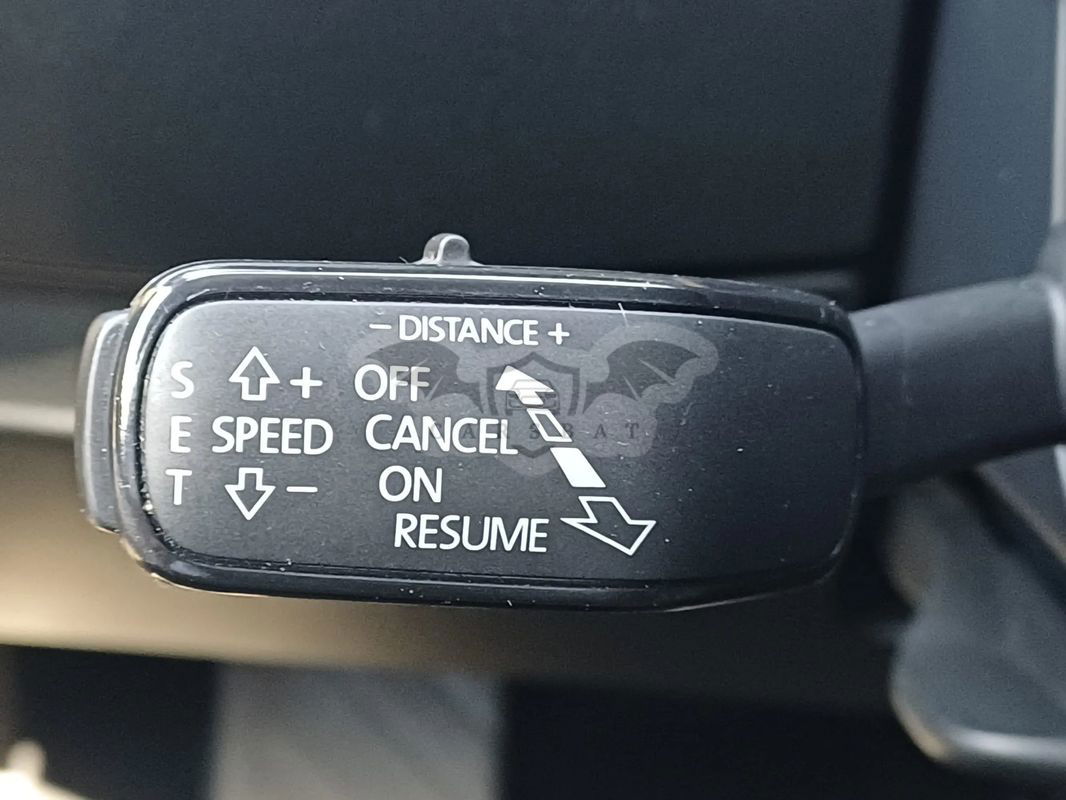 − DISTANCE +
S + OFF
E SPEED CANCEL
T − ON
RESUME